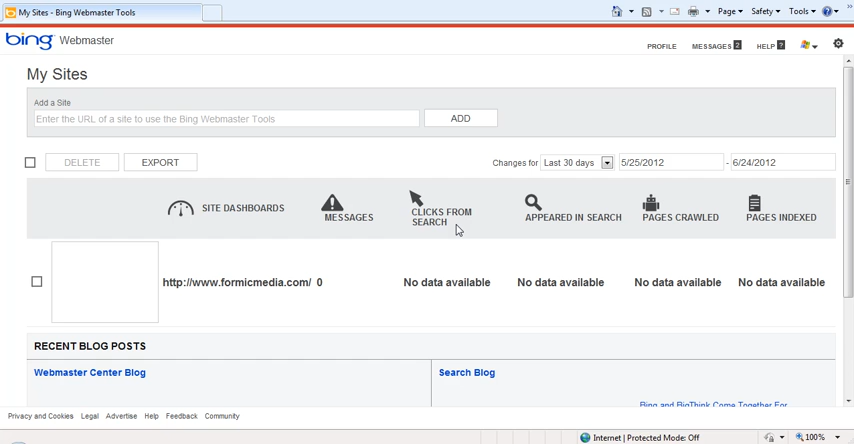 My Sites - Bing Webmaster Tools
Page Safety Tools
bing Webmaster
PROFILE MESSAGES 2 HELP ?
My Sites
Add a Site
Enter the URL of a site to use the Bing Webmaster Tools ADD
DELETE EXPORT Changes for Last 30 days 5/25/2012 - 6/24/2012
SITE DASHBOARDS MESSAGES CLICKS FROM SEARCH APPEARED IN SEARCH PAGES CRAWLED PAGES INDEXED
http://www.formicmedia.com/ 0 No data available No data available No data available No data available
RECENT BLOG POSTS
Webmaster Center Blog Search Blog
Bing and BigThink Come Together For
Privacy and Cookies Legal Advertise Help Feedback Community
Internet | Protected Mode: Off 100%